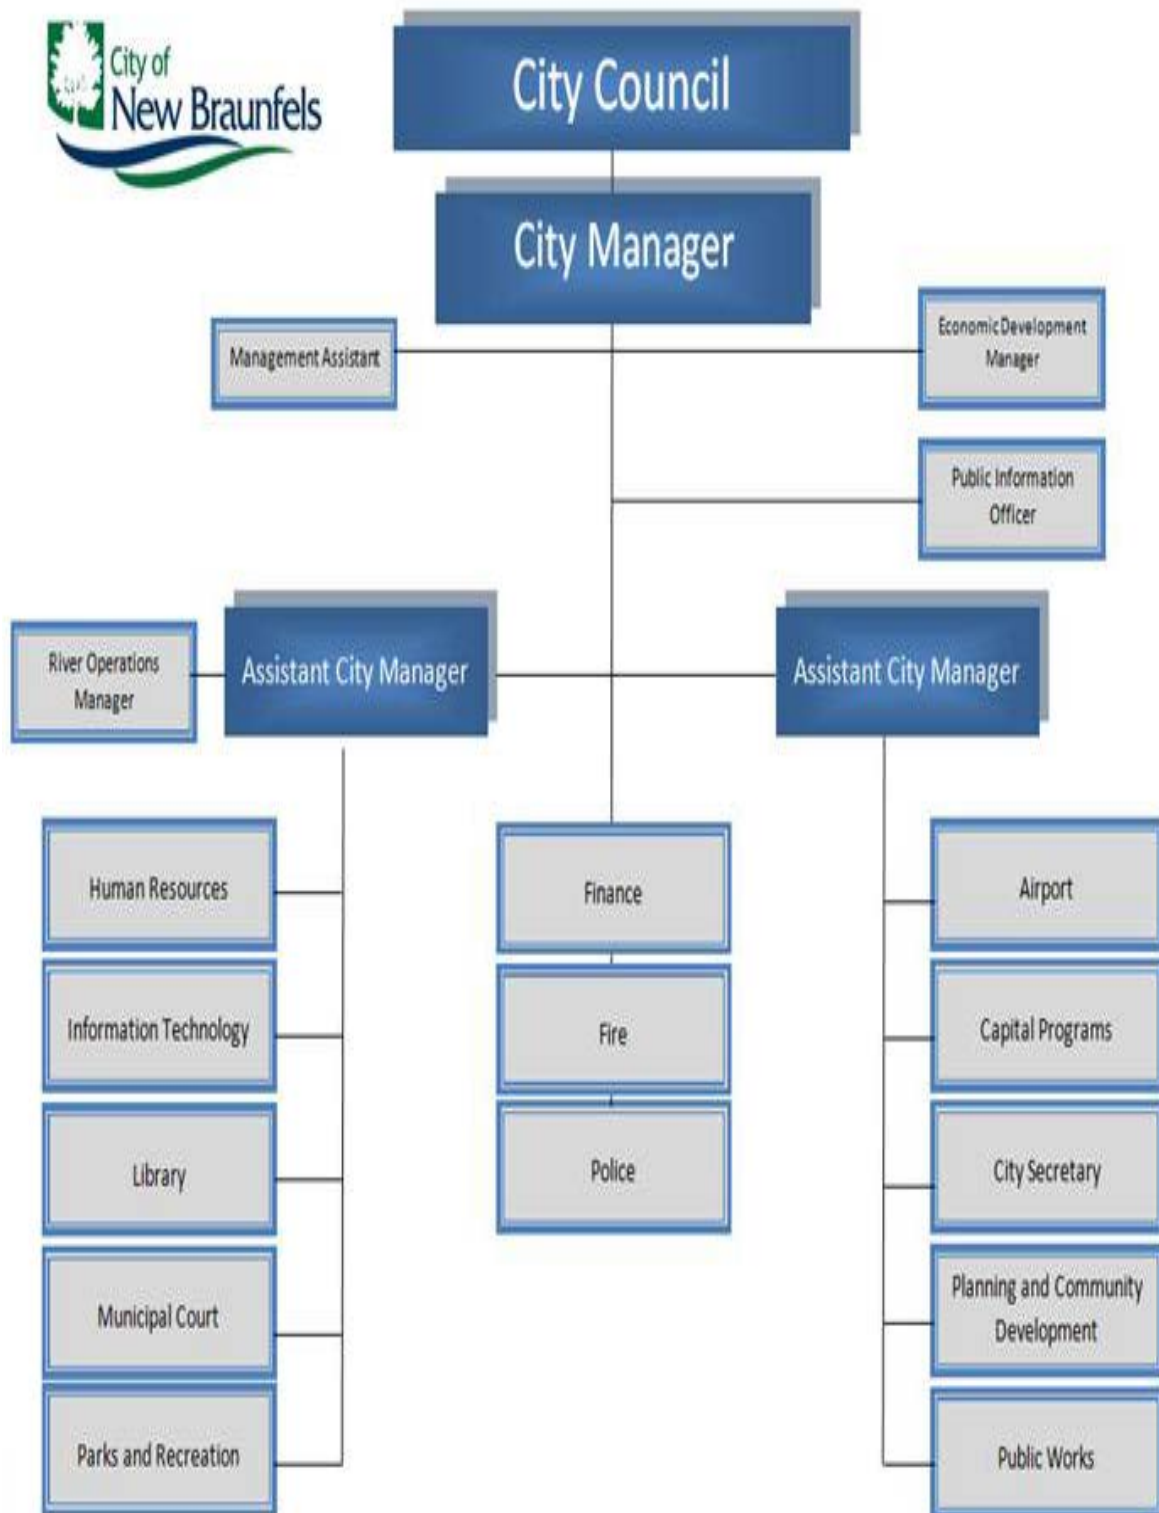 City of
New Braunfels
City Council
City Manager
Management Assistant
Economic Development
Manager
Public Information
Officer
River Operations
Manager
Assistant City Manager
Assistant City Manager
Human Resources
Finance
Airport
Information Technology
Fire
Capital Programs
Library
Police
City Secretary
Municipal Court
Planning and Community
Development
Parks and Recreation
Public Works